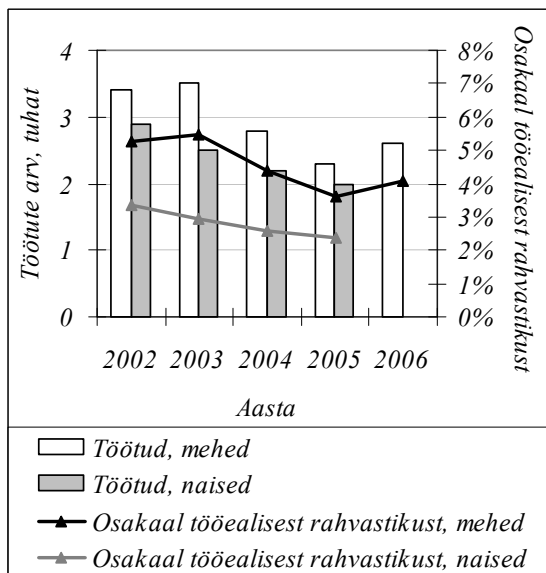 4
3
2
1
0
8%
7%
6%
5%
4%
3%
2%
1%
0%
Töötute arv, tuhat
Osakaal tööealisest rahvastikust
2002 2003 2004 2005 2006
Aasta
Töötud, mehed
Töötud, naised
Osakaal tööealisest rahvastikust, mehed
Osakaal tööealisest rahvastikust, naised